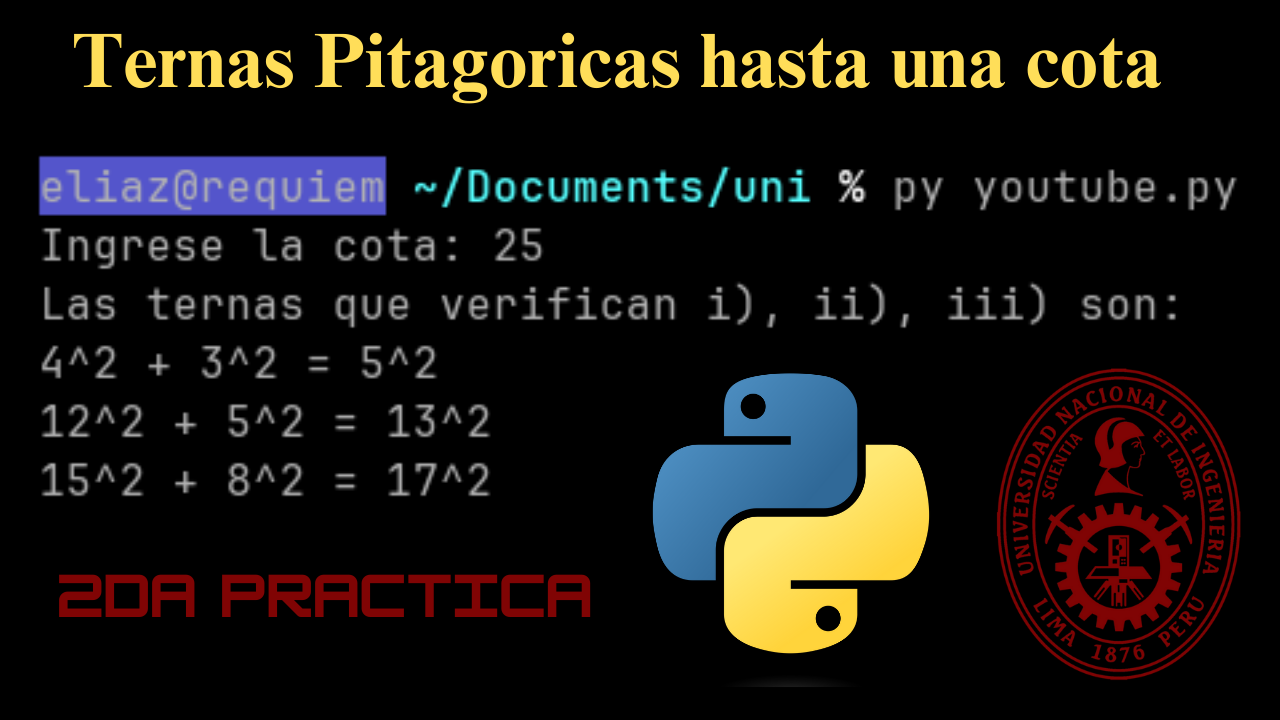 Ternas Pitagoricas hasta una cota
eliaz@requiem ~/Documents/uni % py youtube.py
Ingrese la cota: 25
Las ternas que verifican i), ii), iii) son:
4^2 + 3^2 = 5^2
12^2 + 5^2 = 13^2
15^2 + 8^2 = 17^2
2DA PRACTICA
UNIVERSIDAD NACIONAL DE INGENIERIA
SCIENTIA ET LABOR
LIMA 1876 PERU